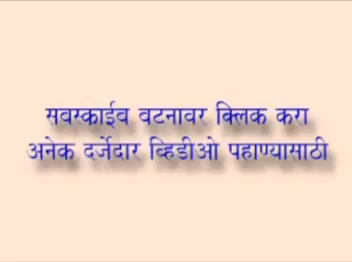 सबस्काईब बटनावर क्लिक करा
अनेक दर्जेदार व्हिडीओ पहाण्यासाठी